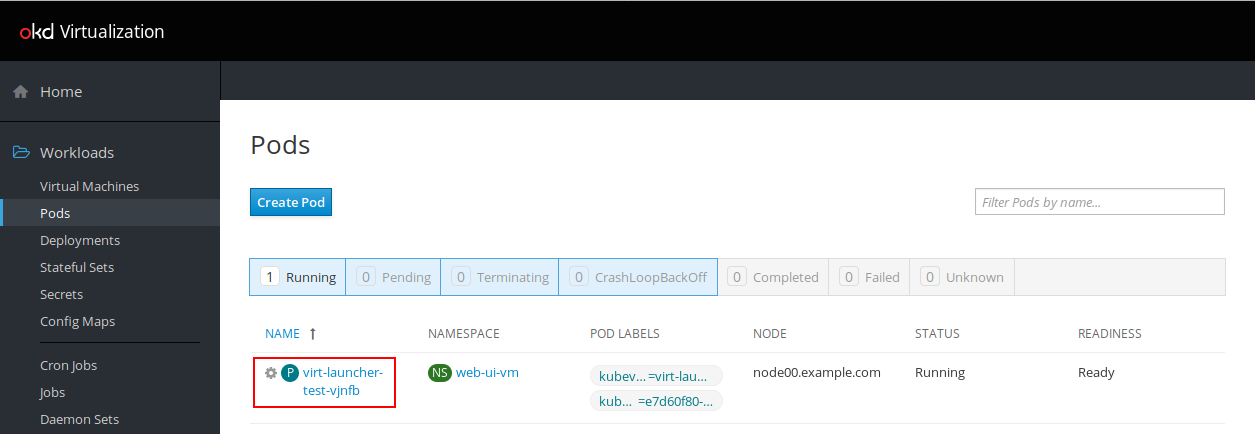 okd Virtualization
Home
Workloads
Virtual Machines
Pods
Deployments
Stateful Sets
Secrets
Config Maps
Cron Jobs
Jobs
Daemon Sets
Pods
Create Pod
Filter Pods by name...
1 Running 0 Pending 0 Terminating 0 CrashLoopBackOff 0 Completed 0 Failed 0 Unknown
NAME ↑ NAMESPACE POD LABELS NODE STATUS READINESS
P virt-launcher- NS web-ui-vm kubev... =virt-lau... node00.example.com Running Ready
test-vjnfb kub... =e7d60f80-...